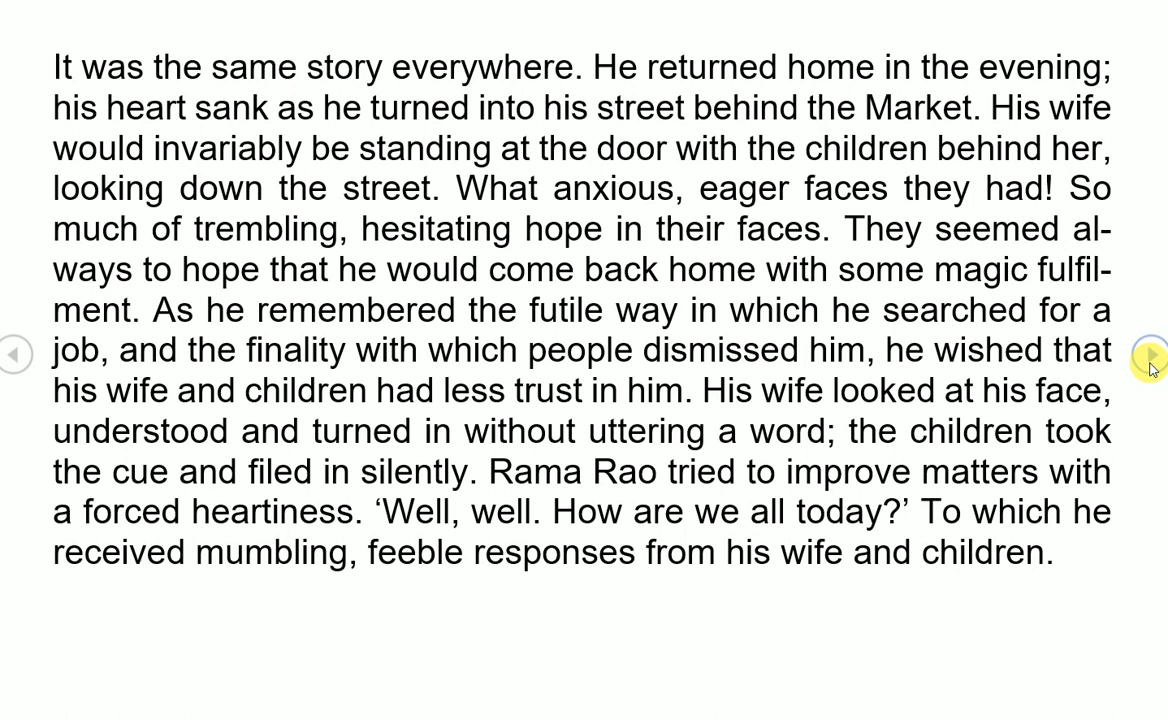 It was the same story everywhere. He returned home in the evening;
his heart sank as he turned into his street behind the Market. His wife
would invariably be standing at the door with the children behind her,
looking down the street. What anxious, eager faces they had! So
much of trembling, hesitating hope in their faces. They seemed al-
ways to hope that he would come back home with some magic fulfil-
ment. As he remembered the futile way in which he searched for a
job, and the finality with which people dismissed him, he wished that
his wife and children had less trust in him. His wife looked at his face,
understood and turned in without uttering a word; the children took
the cue and filed in silently. Rama Rao tried to improve matters with
a forced heartiness. ‘Well, well. How are we all today?’ To which he
received mumbling, feeble responses from his wife and children.